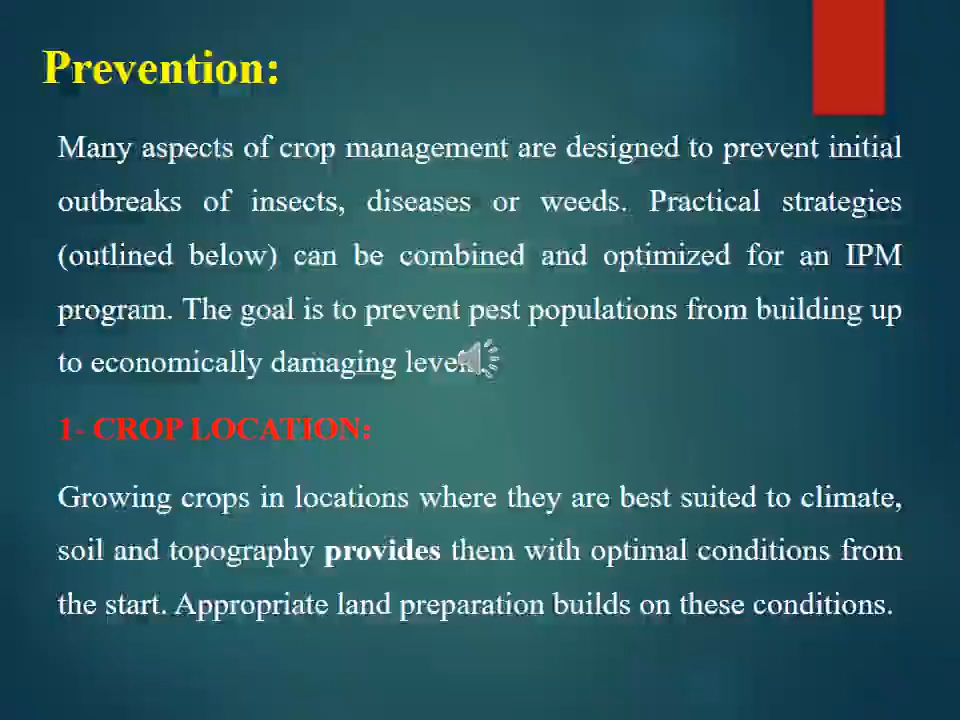 Prevention:
Many aspects of crop management are designed to prevent initial
outbreaks of insects, diseases or weeds. Practical strategies
(outlined below) can be combined and optimized for an IPM
program. The goal is to prevent pest populations from building up
to economically damaging levels.
1- CROP LOCATION:
Growing crops in locations where they are best suited to climate,
soil and topography provides them with optimal conditions from
the start. Appropriate land preparation builds on these conditions.